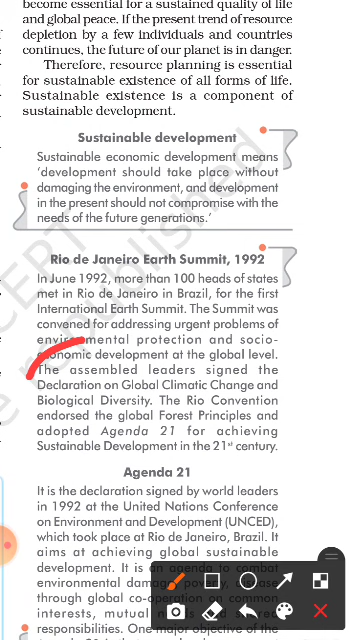 become essential for a sustained quality of life
and global peace. If the present trend of resource
depletion by a few individuals and countries
continues, the future of our planet is in danger.
Therefore, resource planning is essential
for sustainable existence of all forms of life.
Sustainable existence is a component of
sustainable development.
Sustainable development
Sustainable economic development means
‘development should take place without
damaging the environment, and development
in the present should not compromise with the
needs of the future generations.’
Rio de Janeiro Earth Summit, 1992
In June 1992, more than 100 heads of states
met in Rio de Janeiro in Brazil, for the first
International Earth Summit. The Summit was
convened for addressing urgent problems of
environmental protection and socio-
economic development at the global level.
The assembled leaders signed the
Declaration on Global Climatic Change and
Biological Diversity. The Rio Convention
endorsed the global Forest Principles and
adopted Agenda 21 for achieving
Sustainable Development in the 21st century.
Agenda 21
It is the declaration signed by world leaders
in 1992 at the United Nations Conference
on Environment and Development (UNCED),
which took place at Rio de Janeiro, Brazil. It
aims at achieving global sustainable
development. It is an agenda to combat
environmental damage, poverty, disease
through global co-operation on common
interests, mutual needs and shared
responsibilities. One major objective of the